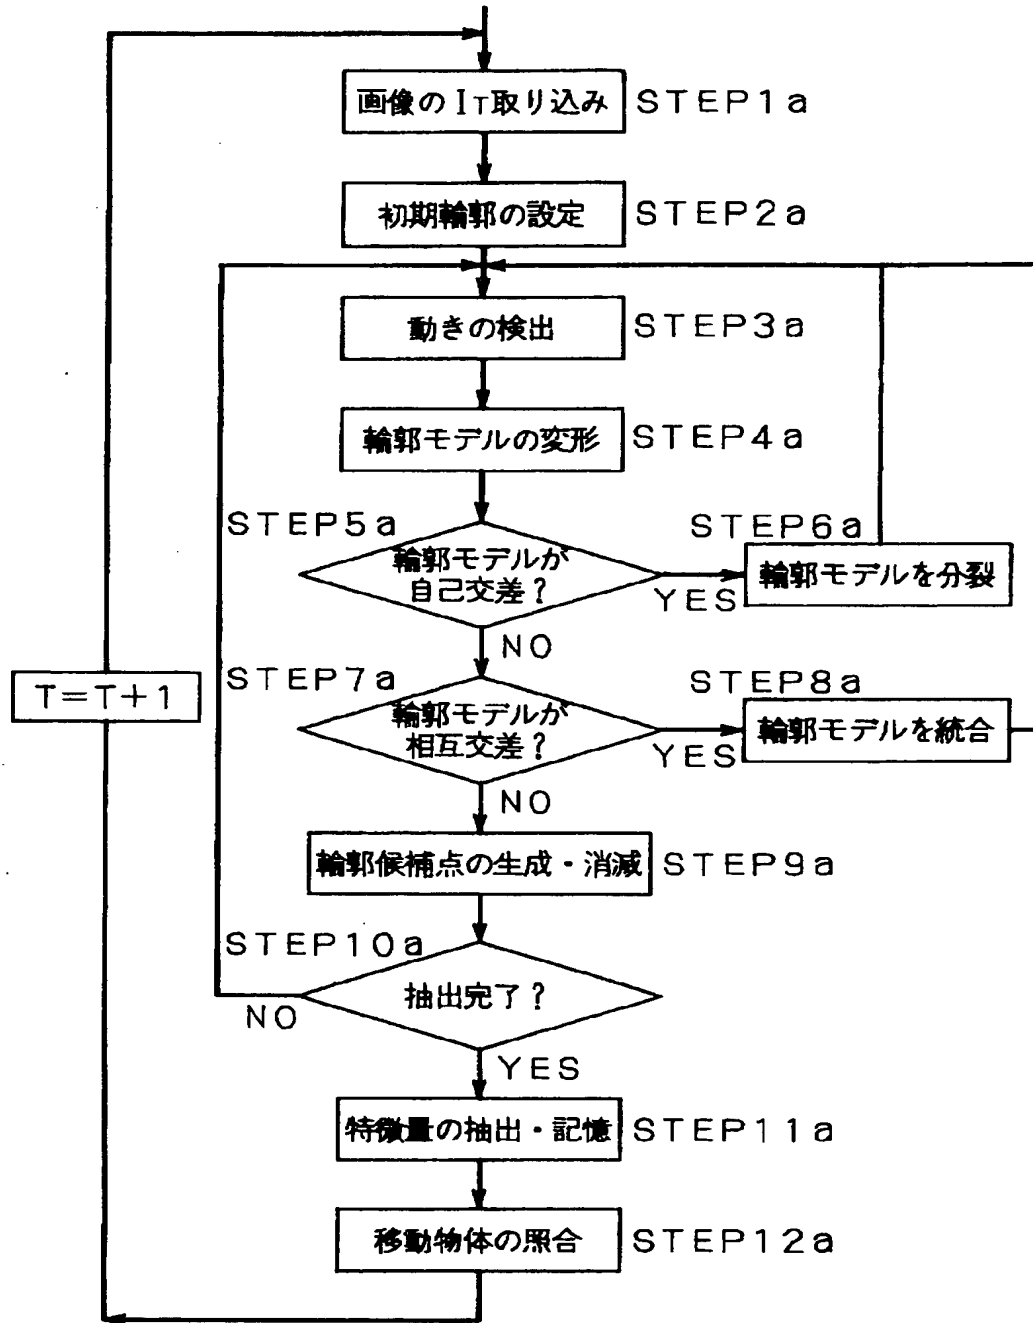 画像のIT取り込み STEP1a
初期輪郭の設定 STEP2a
動きの検出 STEP3a
輪郭モデルの変形 STEP4a
STEP5a
輪郭モデルが
自己交差？
YES
STEP6a
輪郭モデルを分裂
NO
T=T+1
STEP7a
輪郭モデルが
相互交差？
YES
STEP8a
輪郭モデルを統合
NO
輪郭候補点の生成・消減 STEP9a
STEP10a
抽出完了？
NO
YES
特徴量の抽出・記憶 STEP11a
移動物体の照合 STEP12a